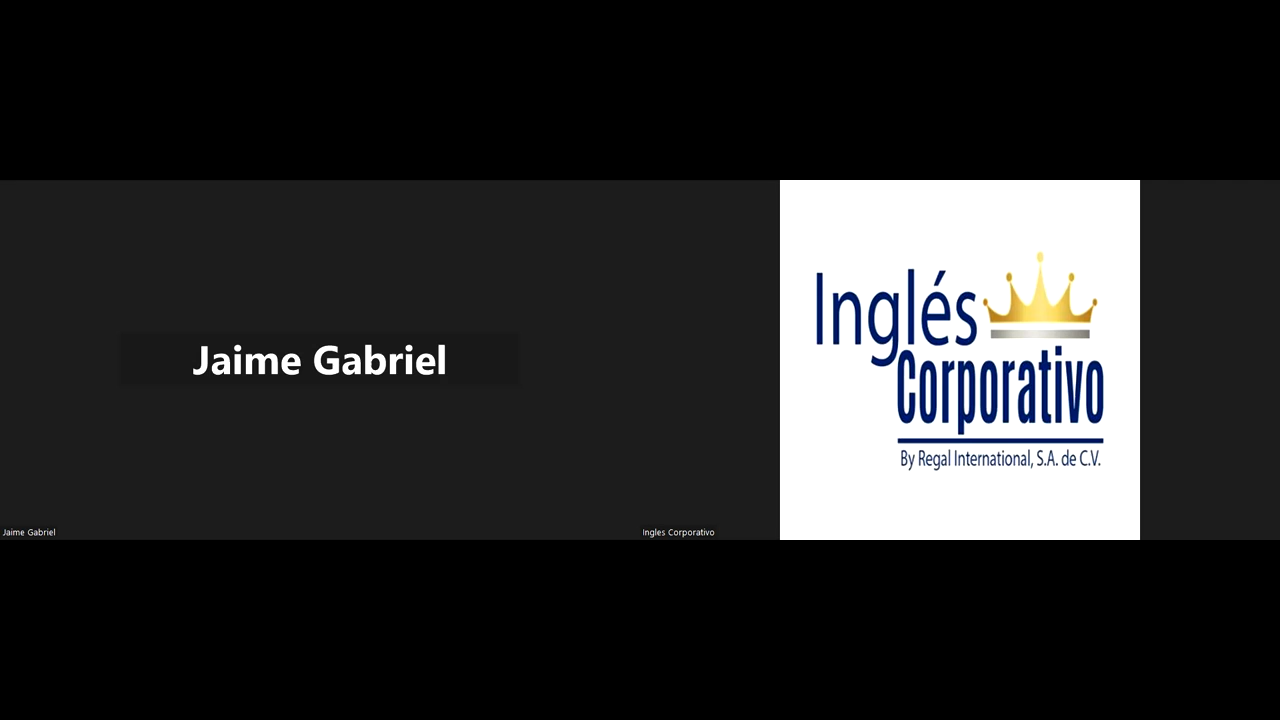 Jaime Gabriel
Jaime Gabriel
Inglés
Corporativo
By Regal International, S.A. de C.V.
Ingles Corporativo